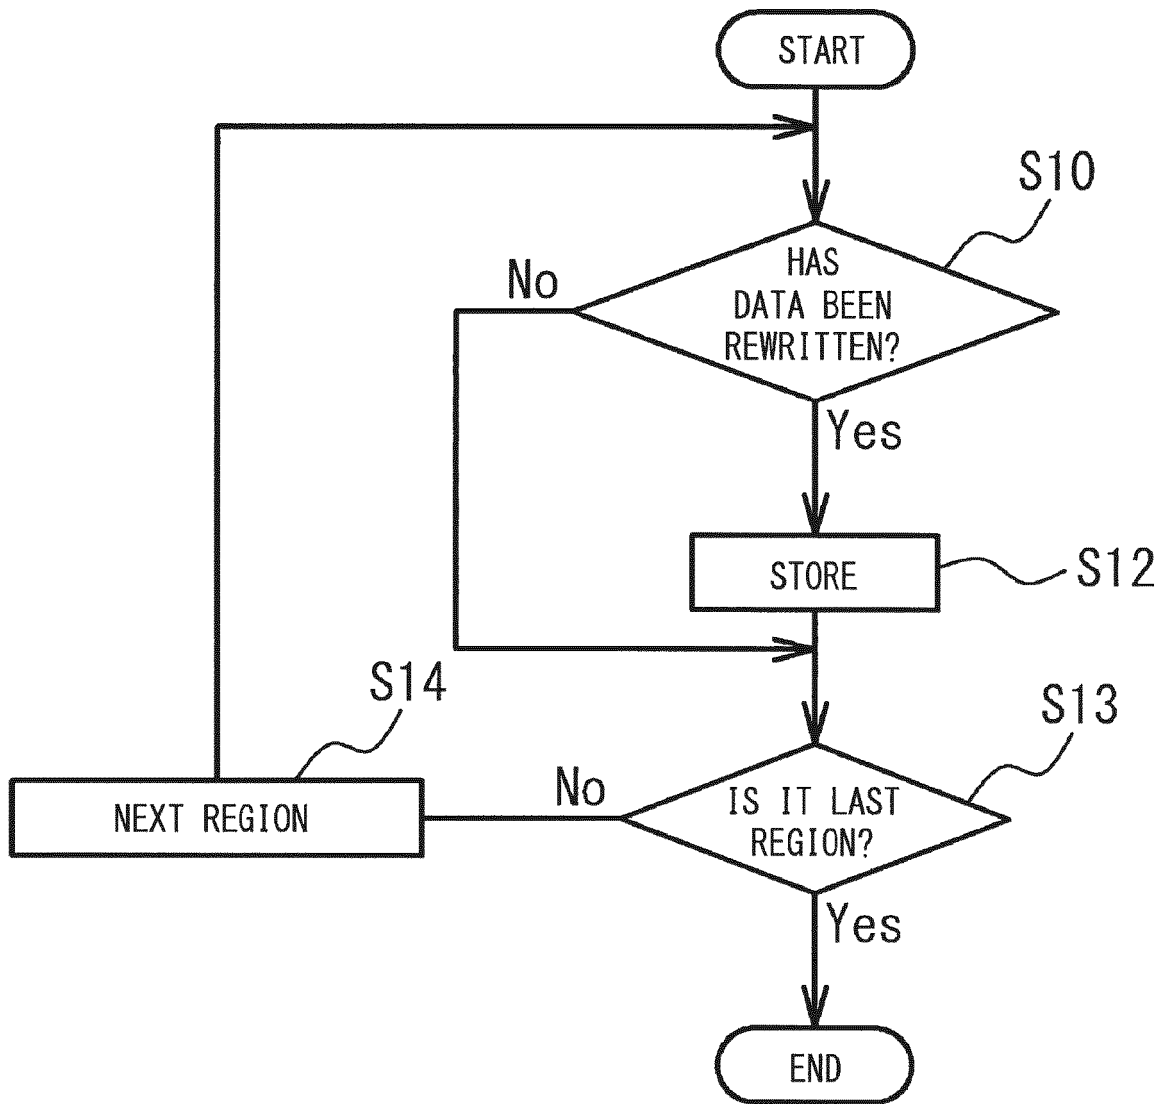 START
S10
HAS
DATA BEEN
REWRITTEN?
No
Yes
STORE
S12
S14
S13
NEXT REGION
No
IS IT LAST
REGION?
Yes
END